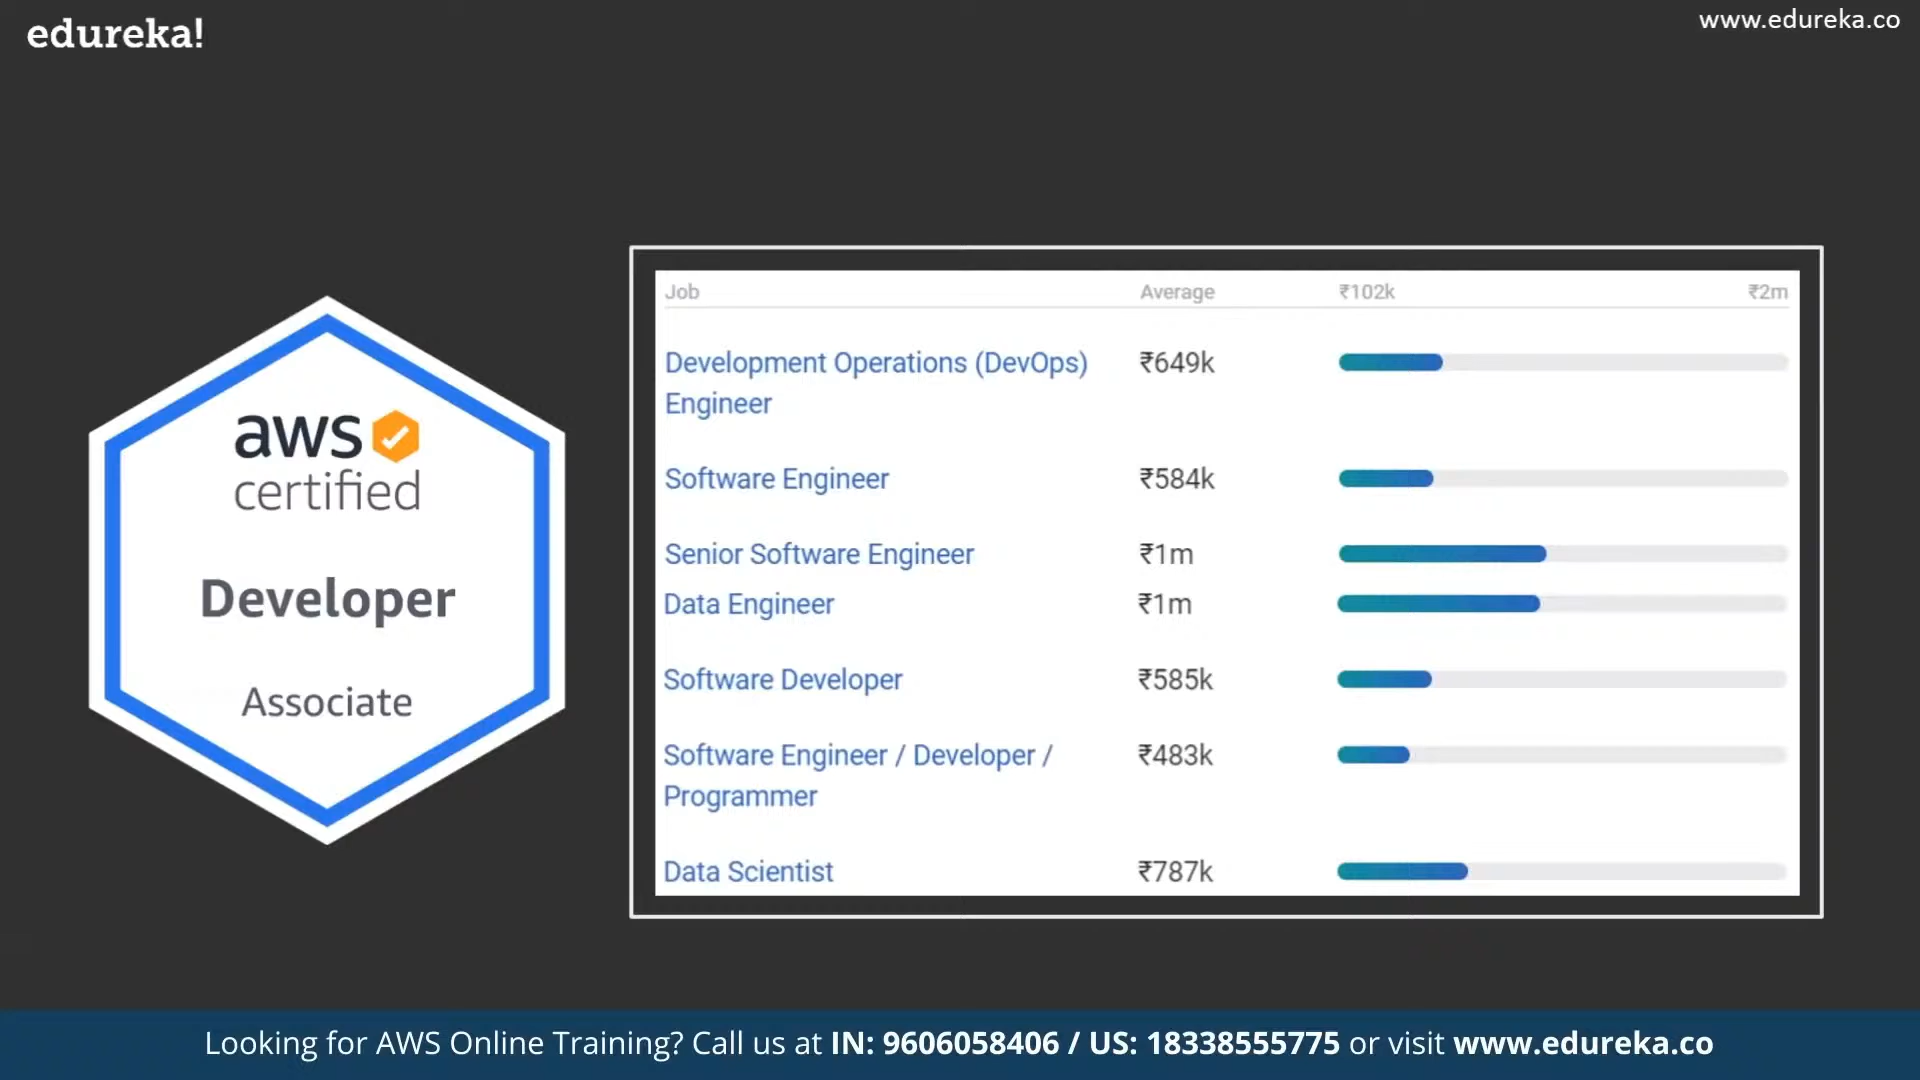 edureka!
www.edureka.co
aws
certified
Developer
Associate
Job Average ₹102k ₹2m
Development Operations (DevOps) ₹649k
Engineer
Software Engineer ₹584k
Senior Software Engineer ₹1m
Data Engineer ₹1m
Software Developer ₹585k
Software Engineer / Developer / ₹483k
Programmer
Data Scientist ₹787k
Looking for AWS Online Training? Call us at IN: 9606058406 / US: 18338555775 or visit www.edureka.co